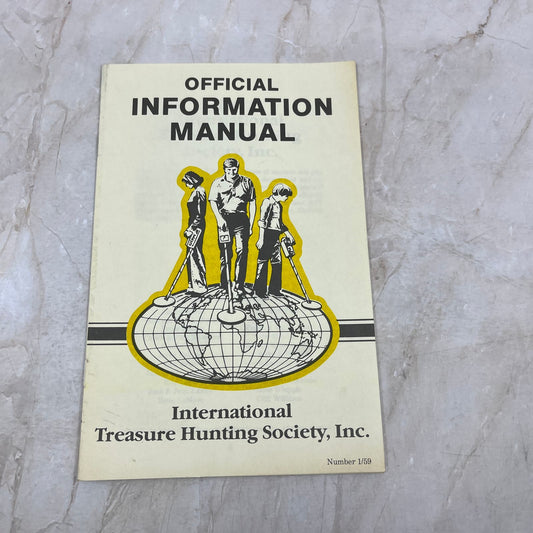 OFFICIAL
INFORMATION
MANUAL
International
Treasure Hunting Society, Inc.
Number 1/59